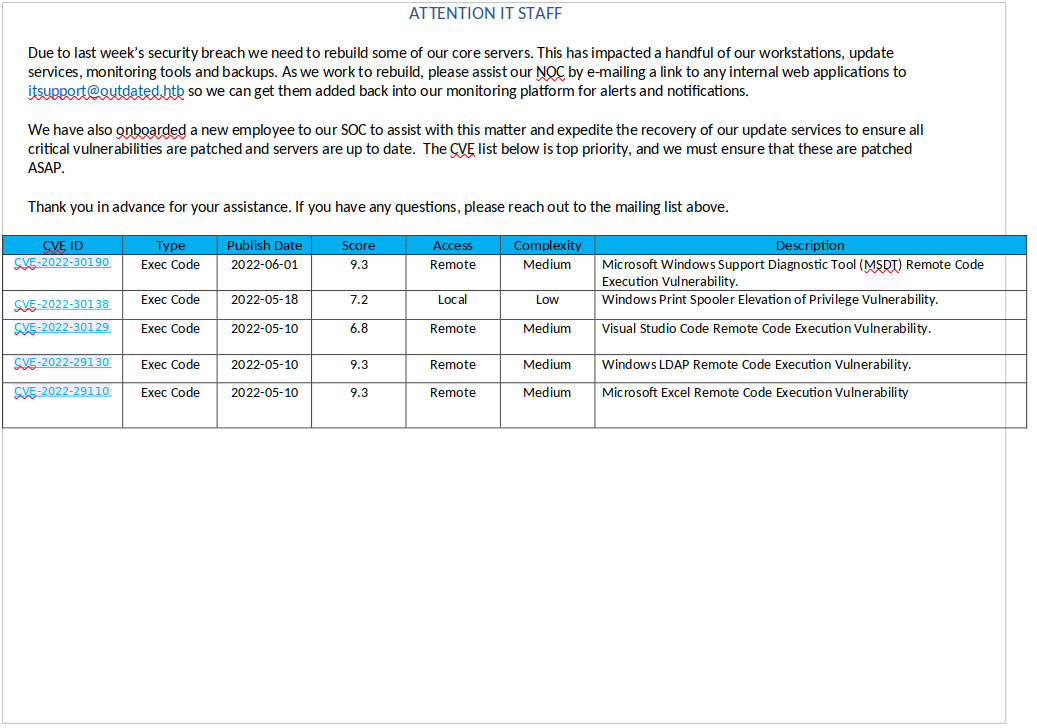 ATTENTION IT STAFF
Due to last week’s security breach we need to rebuild some of our core servers. This has impacted a handful of our workstations, update
services, monitoring tools and backups. As we work to rebuild, please assist our NOC by e-mailing a link to any internal web applications to
itsupport@outdated.htb so we can get them added back into our monitoring platform for alerts and notifications.
We have also onboarded a new employee to our SOC to assist with this matter and expedite the recovery of our update services to ensure all
critical vulnerabilities are patched and servers are up to date.  The CVE list below is top priority, and we must ensure that these are patched
ASAP.
Thank you in advance for your assistance. If you have any questions, please reach out to the mailing list above.
CVE ID Type Publish Date Score Access Complexity Description
CVE-2022-30190 Exec Code 2022-06-01 9.3 Remote Medium Microsoft Windows Support Diagnostic Tool (MSDT) Remote Code
Execution Vulnerability.
CVE-2022-30138 Exec Code 2022-05-18 7.2 Local Low Windows Print Spooler Elevation of Privilege Vulnerability.
CVE-2022-30129 Exec Code 2022-05-10 6.8 Remote Medium Visual Studio Code Remote Code Execution Vulnerability.
CVE-2022-29130 Exec Code 2022-05-10 9.3 Remote Medium Windows LDAP Remote Code Execution Vulnerability.
CVE-2022-29110 Exec Code 2022-05-10 9.3 Remote Medium Microsoft Excel Remote Code Execution Vulnerability